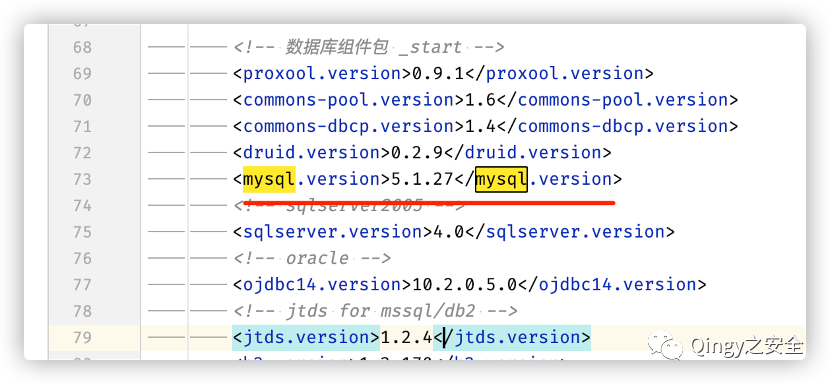 68 <!-- 数据库组件包 _start -->
69 <proxool.version>0.9.1</proxool.version>
70 <commons-pool.version>1.6</commons-pool.version>
71 <commons-dbcp.version>1.4</commons-dbcp.version>
72 <druid.version>0.2.9</druid.version>
73 <mysql.version>5.1.27</mysql.version>
74 <!-- sqlserver2005 -->
75 <sqlserver.version>4.0</sqlserver.version>
76 <!-- oracle -->
77 <ojdbc14.version>10.2.0.5.0</ojdbc14.version>
78 <!-- jtds for mssql/db2 -->
79 <jtds.version>1.2.4</jtds.version>
Qingy之安全